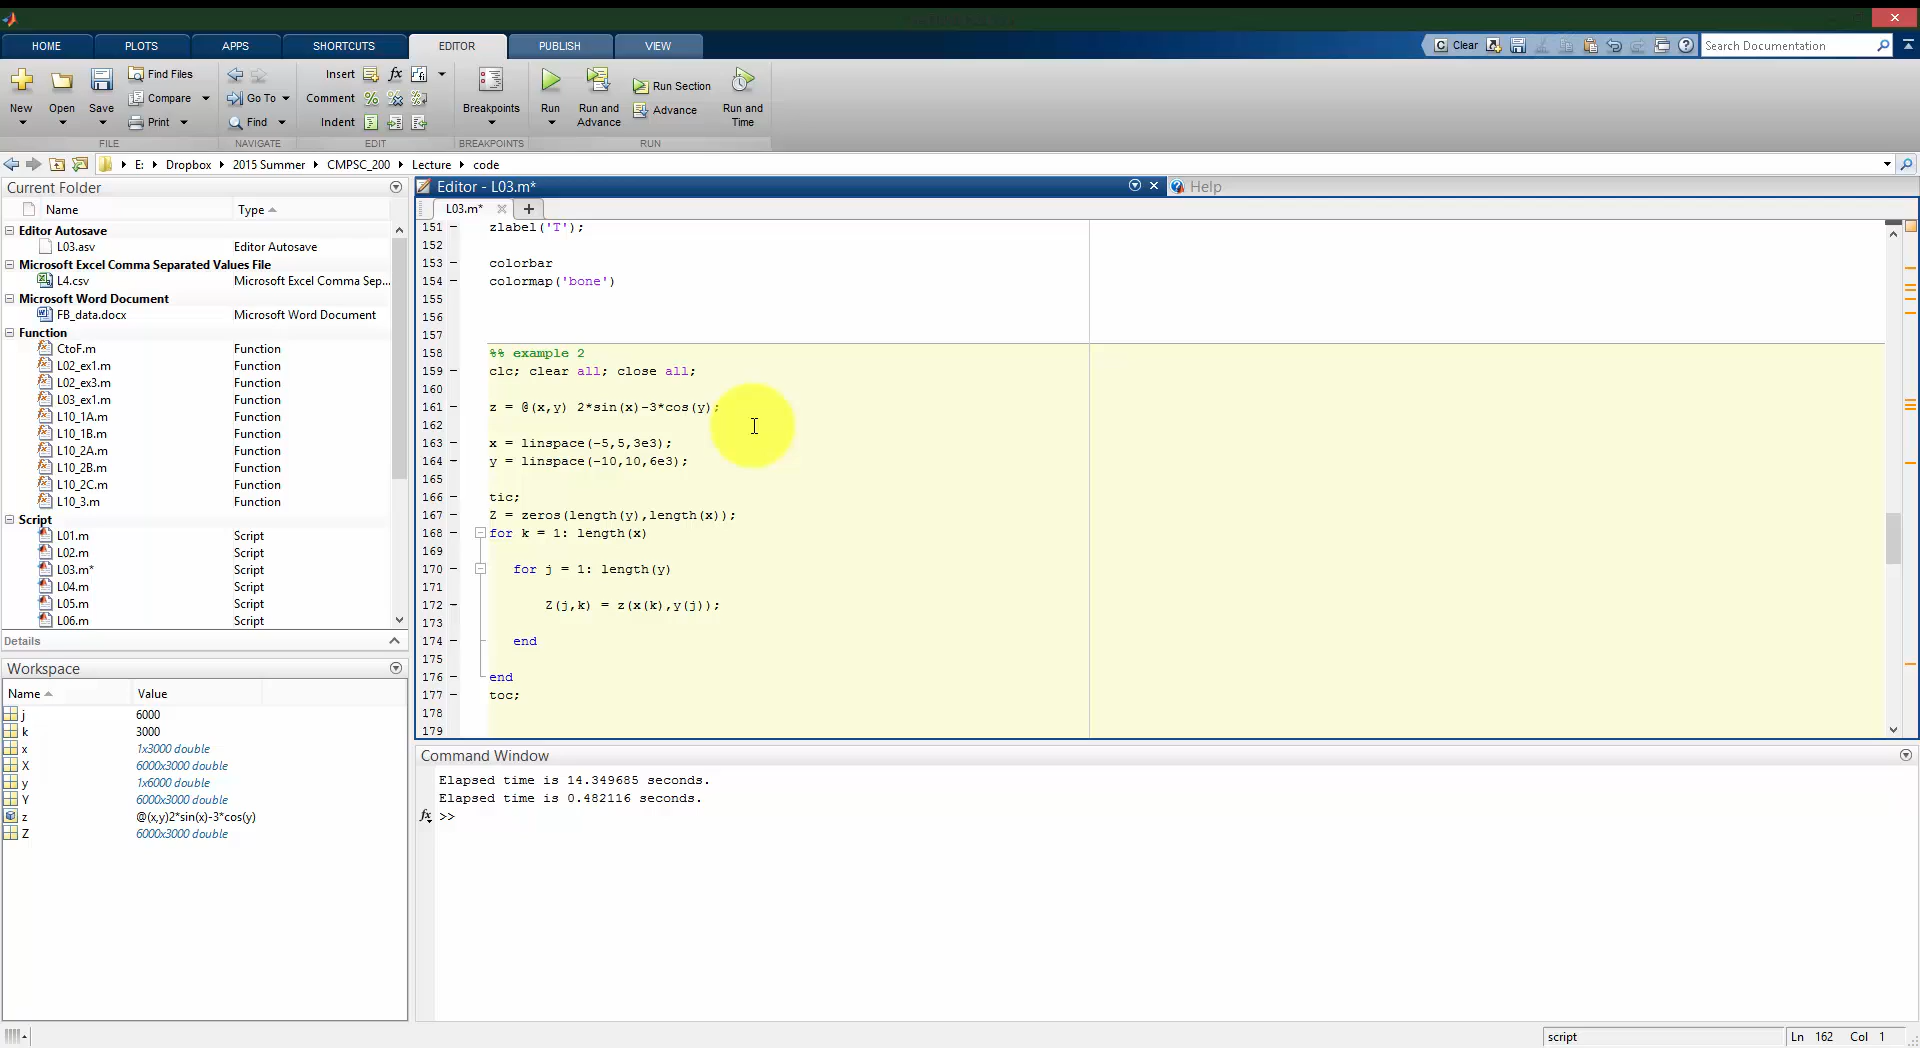 HOME PLOTS APPS SHORTCUTS EDITOR PUBLISH VIEW Clear Search Documentation
New Open Save Find Files Compare Print Go To Find Insert fx Comment Indent Breakpoints Run Run and Advance Run Section Advance Run and Time
FILE NAVIGATE EDIT BREAKPOINTS RUN
E: Dropbox 2015 Summer CMPSC_200 Lecture code
Current Folder
Name Type
Editor Autosave
L03.asv Editor Autosave
Microsoft Excel Comma Separated Values File
L4.csv Microsoft Excel Comma Sep...
Microsoft Word Document
FB_data.docx Microsoft Word Document
Function
CtoF.m Function
L02_ex1.m Function
L02_ex3.m Function
L03_ex1.m Function
L10_1A.m Function
L10_1B.m Function
L10_2A.m Function
L10_2B.m Function
L10_2C.m Function
L10_3.m Function
Script
L01.m Script
L02.m Script
L03.m* Script
L04.m Script
L05.m Script
L06.m Script
Details
Workspace
Name Value
j 6000
k 3000
x 1x3000 double
X 6000x3000 double
y 1x6000 double
Y 6000x3000 double
z @(x,y)2*sin(x)-3*cos(y)
Z 6000x3000 double
Editor - L03.m* Help
L03.m*
151 – zlabel('T');
152
153 – colorbar
154 – colormap('bone')
155
156
157
158 – %% example 2
159 – clc; clear all; close all;
160
161 – z = @(x,y) 2*sin(x)-3*cos(y);
162
163 – x = linspace(-5,5,3e3);
164 – y = linspace(-10,10,6e3);
165
166 – tic;
167 – Z = zeros(length(y),length(x));
168 – for k = 1: length(x)
169
170 – for j = 1: length(y)
171
172 – Z(j,k) = z(x(k),y(j));
173
174 – end
175
176 – end
177 – toc;
178
179
Command Window
Elapsed time is 14.349685 seconds.
Elapsed time is 0.482116 seconds.
fx >>
script Ln 162 Col 1